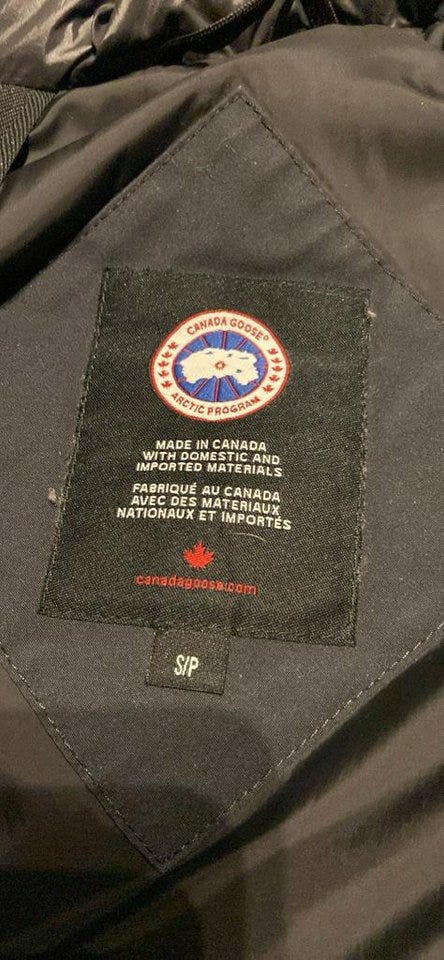 CANADA GOOSE®
ARCTIC PROGRAM
MADE IN CANADA
WITH DOMESTIC AND
IMPORTED MATERIALS
FABRIQUÉ AU CANADA
AVEC DES MATERIAUX
NATIONAUX ET IMPORTÉS
canadagoose.com
S/P